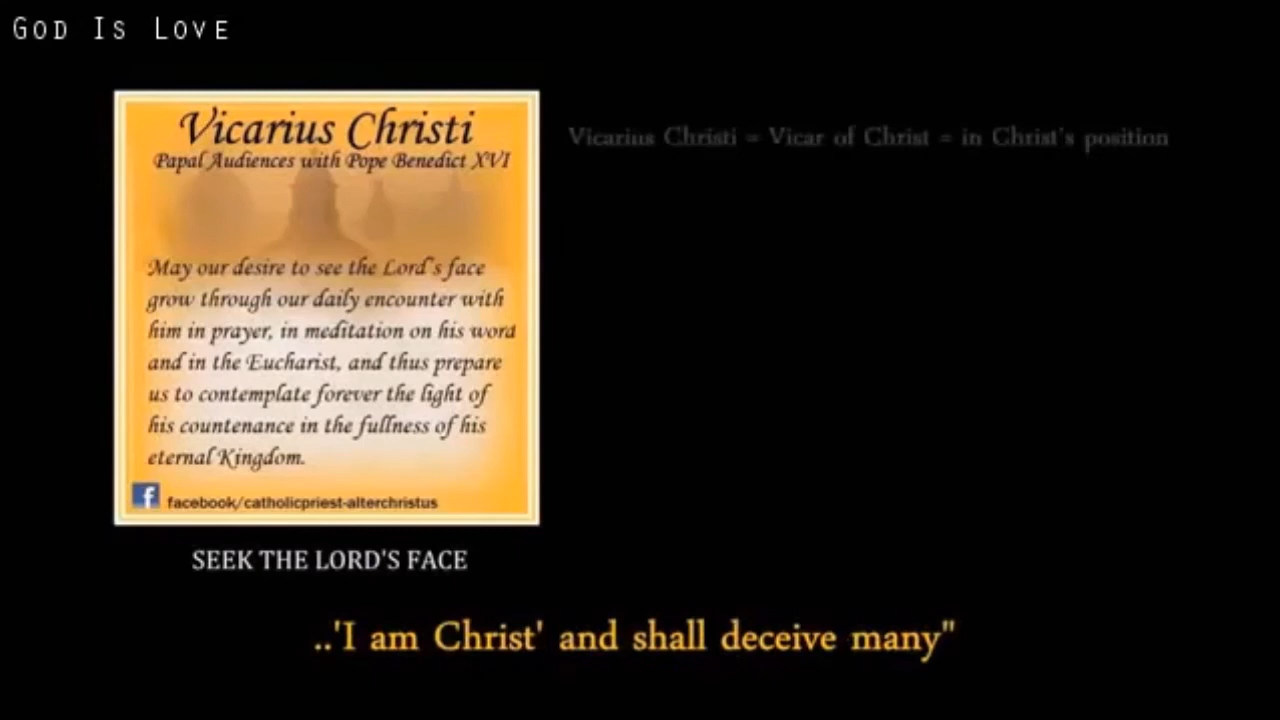 God Is Love
Vicarius Christi
Papal Audiences with Pope Benedict XVI
May our desire to see the Lord's face
grow through our daily encounter with
him in prayer, in meditation on his word
and in the Eucharist, and thus prepare
us to contemplate forever the light of
his countenance in the fullness of his
eternal Kingdom.
f facebook/catholicpriest-alterchristus
SEEK THE LORD'S FACE
Vicarius Christi = Vicar of Christ = in Christ's position
..'I am Christ' and shall deceive many"